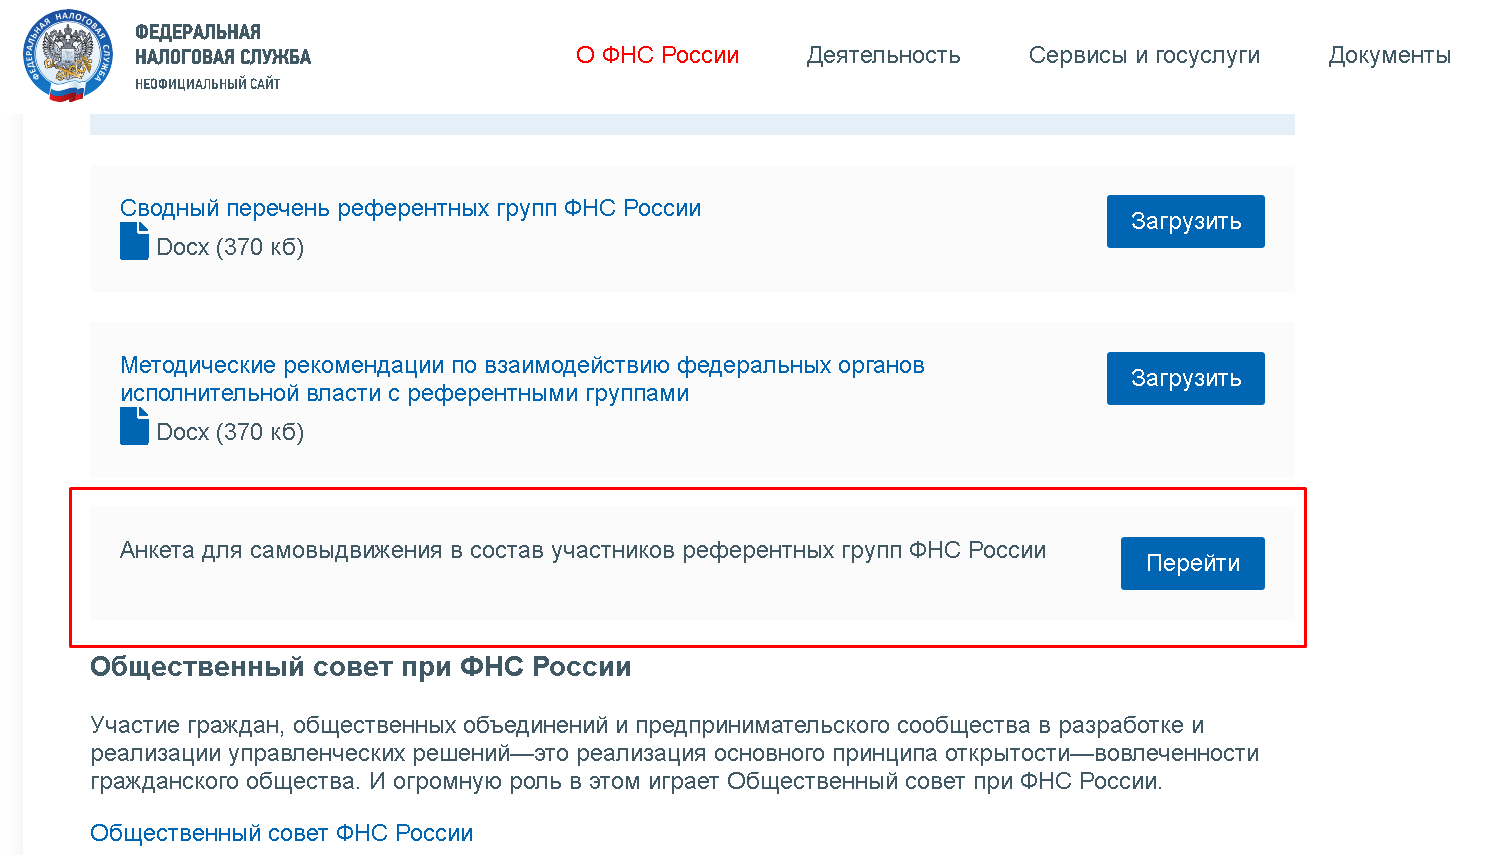 ФЕДЕРАЛЬНАЯ НАЛОГОВАЯ СЛУЖБА
ФЕДЕРАЛЬНАЯ
НАЛОГОВАЯ СЛУЖБА
НЕОФИЦИАЛЬНЫЙ САЙТ
О ФНС России
Деятельность
Сервисы и госуслуги
Документы
Сводный перечень референтных групп ФНС России
Docx (370 кб)
Загрузить
Методические рекомендации по взаимодействию федеральных органов
исполнительной власти с референтными группами
Docx (370 кб)
Загрузить
Анкета для самовыдвижения в состав участников референтных групп ФНС России
Перейти
Общественный совет при ФНС России
Участие граждан, общественных объединений и предпринимательского сообщества в разработке и
реализации управленческих решений—это реализация основного принципа открытости—вовлеченности
гражданского общества. И огромную роль в этом играет Общественный совет при ФНС России.
Общественный совет ФНС России